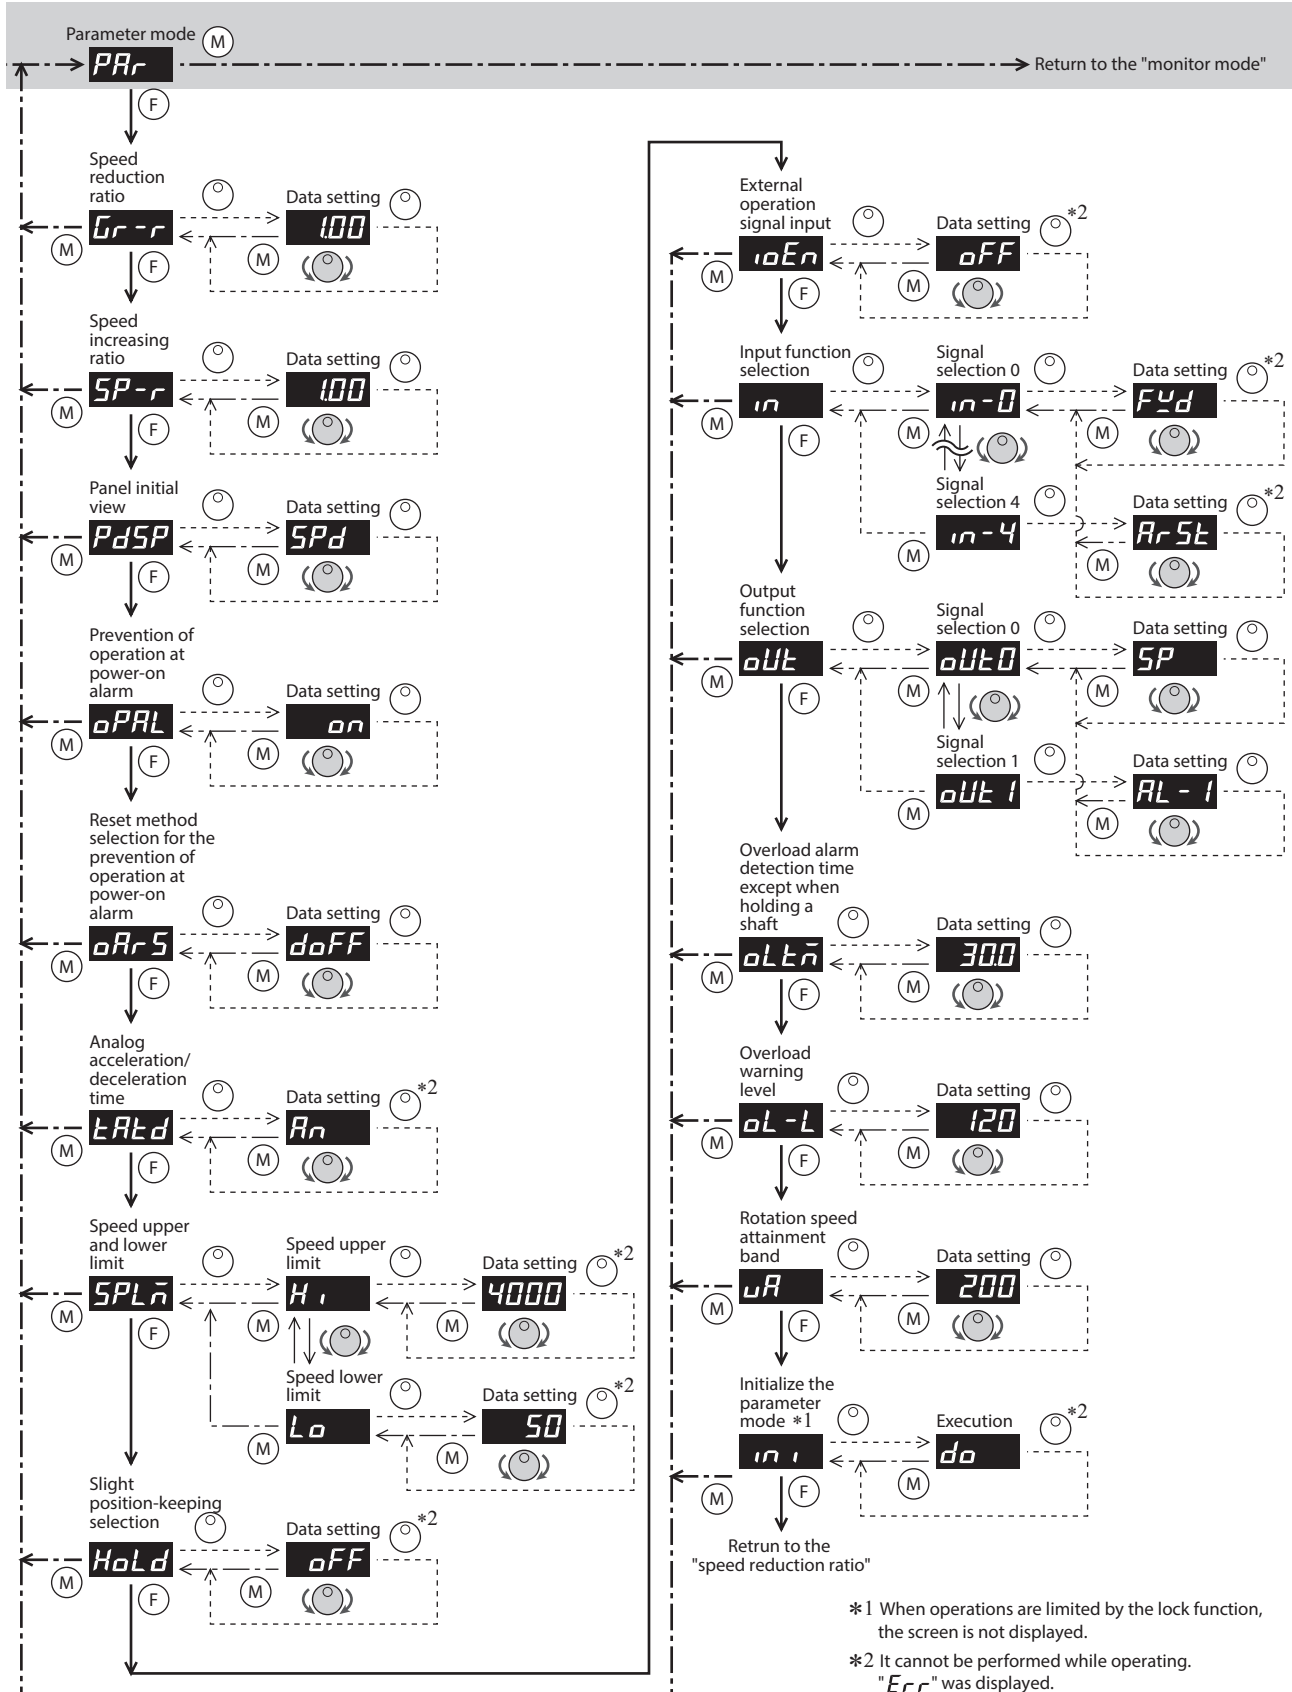 Parameter mode M
PAr
Return to the "monitor mode"
F
Speed
reduction
ratio
Data setting
Gr-r
1.00
M
M
F
Speed
increasing
ratio
Data setting
SP-r
1.00
M
M
F
Panel initial
view
Data setting
PdSP
SPd
M
M
F
Prevention of
operation at
power-on
alarm
Data setting
oPAL
on
M
M
F
Reset method
selection for the
prevention of
operation at
power-on
alarm
Data setting
oArS
doFF
M
M
F
Analog
acceleration/
deceleration
time
Data setting
*2
tAtd
An
M
M
F
Speed upper
and lower
limit
Speed upper
limit
Data setting
*2
SPLm
Hi
4000
M
M
M
F
Speed lower
limit
Data setting
*2
Lo
50
M
M
Slight
position-keeping
selection
Data setting
*2
HoLd
oFF
M
M
F
External
operation
signal input
Data setting
*2
ioEn
oFF
M
M
F
Input function
selection
Signal
selection 0
Data setting
*2
in
in-0
Fwd
M
M
M
F
Signal
selection 4
Data setting
*2
in-4
ArSt
M
M
Output
function
selection
Signal
selection 0
Data setting
oUt
oUt0
SP
M
M
M
F
Signal
selection 1
Data setting
oUt1
AL-1
M
M
Overload alarm
detection time
except when
holding a
shaft
Data setting
oLtm
30.0
M
M
F
Overload
warning
level
Data setting
oL-L
120
M
M
F
Rotation speed
attainment
band
Data setting
vA
200
M
M
F
Initialize the
parameter
mode *1
Execution
*2
ini
do
M
M
F
Retrun to the
"speed reduction ratio"
*1 When operations are limited by the lock function,
the screen is not displayed.
*2 It cannot be performed while operating.
"Err" was displayed.